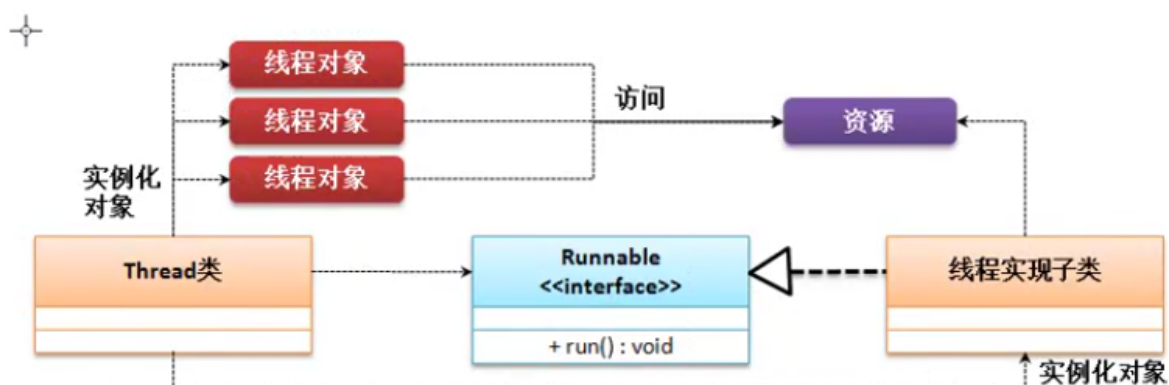 线程对象
线程对象
访问
资源
线程对象
实例化
对象
Thread类
Runnable
<<interface>>
线程实现子类
+ run() : void
实例化对象